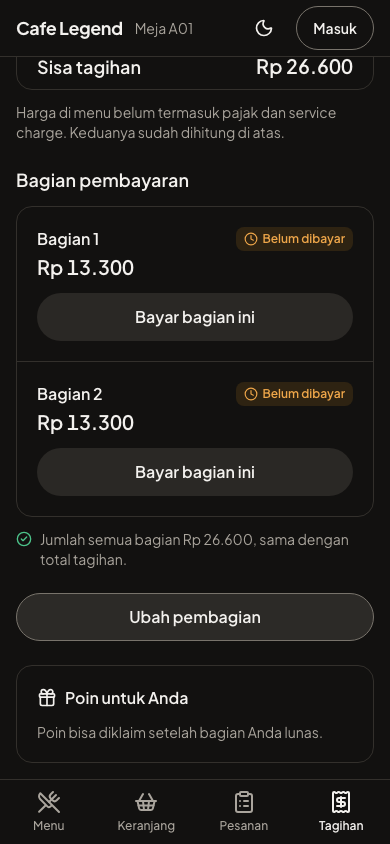 Cafe Legend Meja A01 Masuk
Sisa tagihan Rp 26.600
Harga di menu belum termasuk pajak dan service
charge. Keduanya sudah dihitung di atas.
Bagian pembayaran
Bagian 1 Belum dibayar
Rp 13.300
Bayar bagian ini
Bagian 2 Belum dibayar
Rp 13.300
Bayar bagian ini
Jumlah semua bagian Rp 26.600, sama dengan
total tagihan.
Ubah pembagian
Poin untuk Anda
Poin bisa diklaim setelah bagian Anda lunas.
Menu Keranjang Pesanan Tagihan